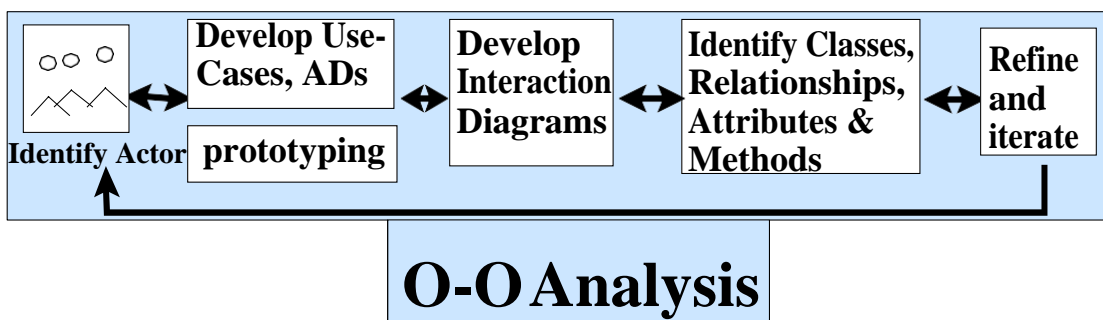 Develop Use-
Cases, ADs
prototyping
Identify Actor
Develop
Interaction
Diagrams
Identify Classes,
Relationships,
Attributes &
Methods
Refine
and
iterate
O-O Analysis